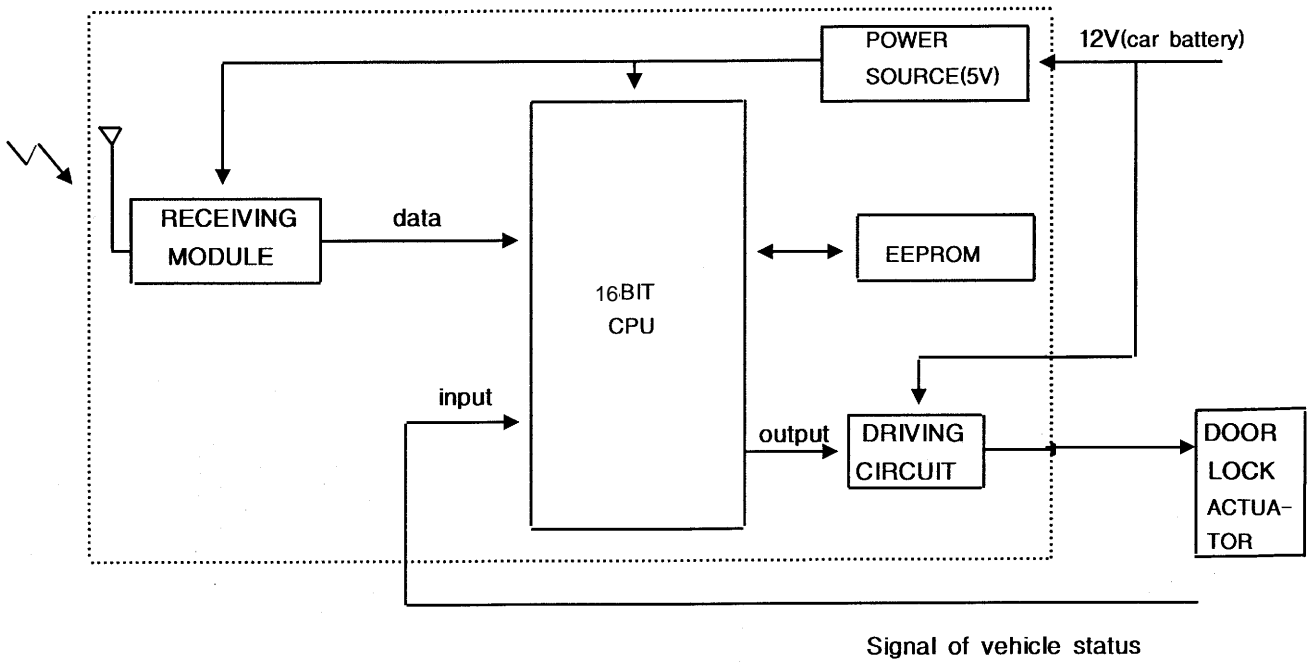 POWER
SOURCE(5V)
12V(car battery)
RECEIVING
MODULE
data
16BIT
CPU
EEPROM
input
output
DRIVING
CIRCUIT
DOOR
LOCK
ACTUA-
TOR
Signal of vehicle status